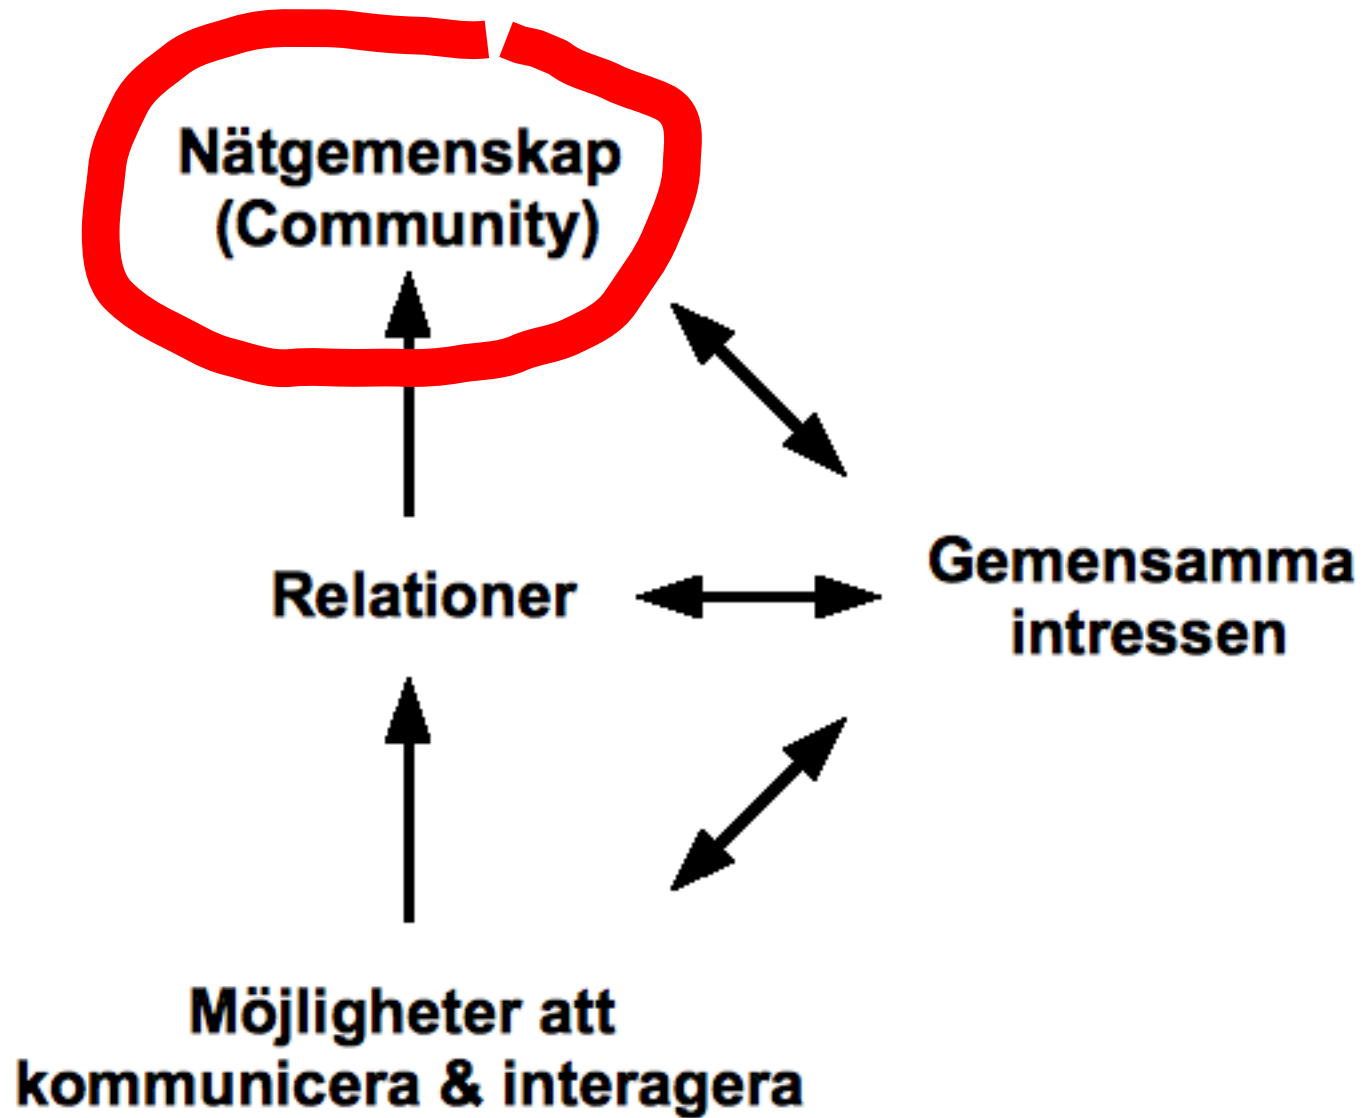 Nätgemenskap
(Community)
Relationer
Gemensamma
intressen
Möjligheter att
kommunicera & interagera